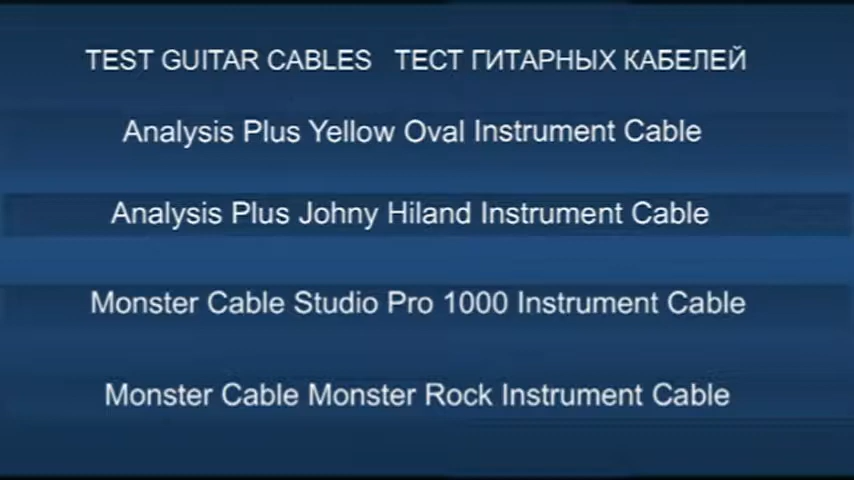 TEST GUITAR CABLES ТЕСТ ГИТАРНЫХ КАБЕЛЕЙ
Analysis Plus Yellow Oval Instrument Cable
Analysis Plus Johny Hiland Instrument Cable
Monster Cable Studio Pro 1000 Instrument Cable
Monster Cable Monster Rock Instrument Cable